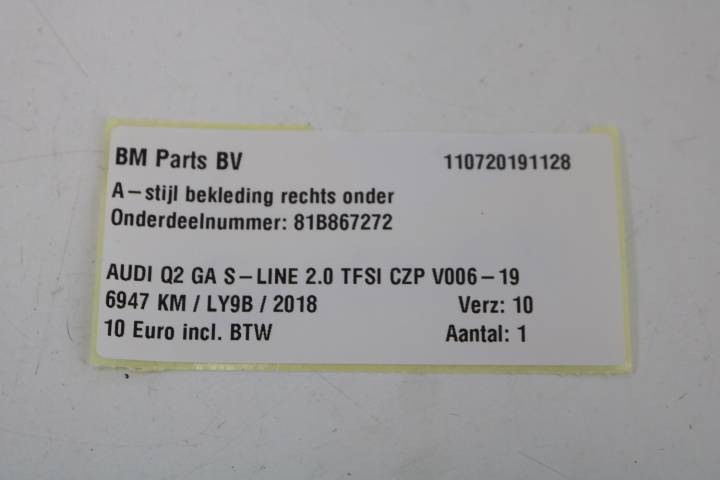 BM Parts BV 110720191128
A-stijl bekleding rechts onder
Onderdeelnummer: 81B867272
AUDI Q2 GA S-LINE 2.0 TFSI CZP V006-19
6947 KM / LY9B / 2018 Verz: 10
10 Euro incl. BTW Aantal: 1